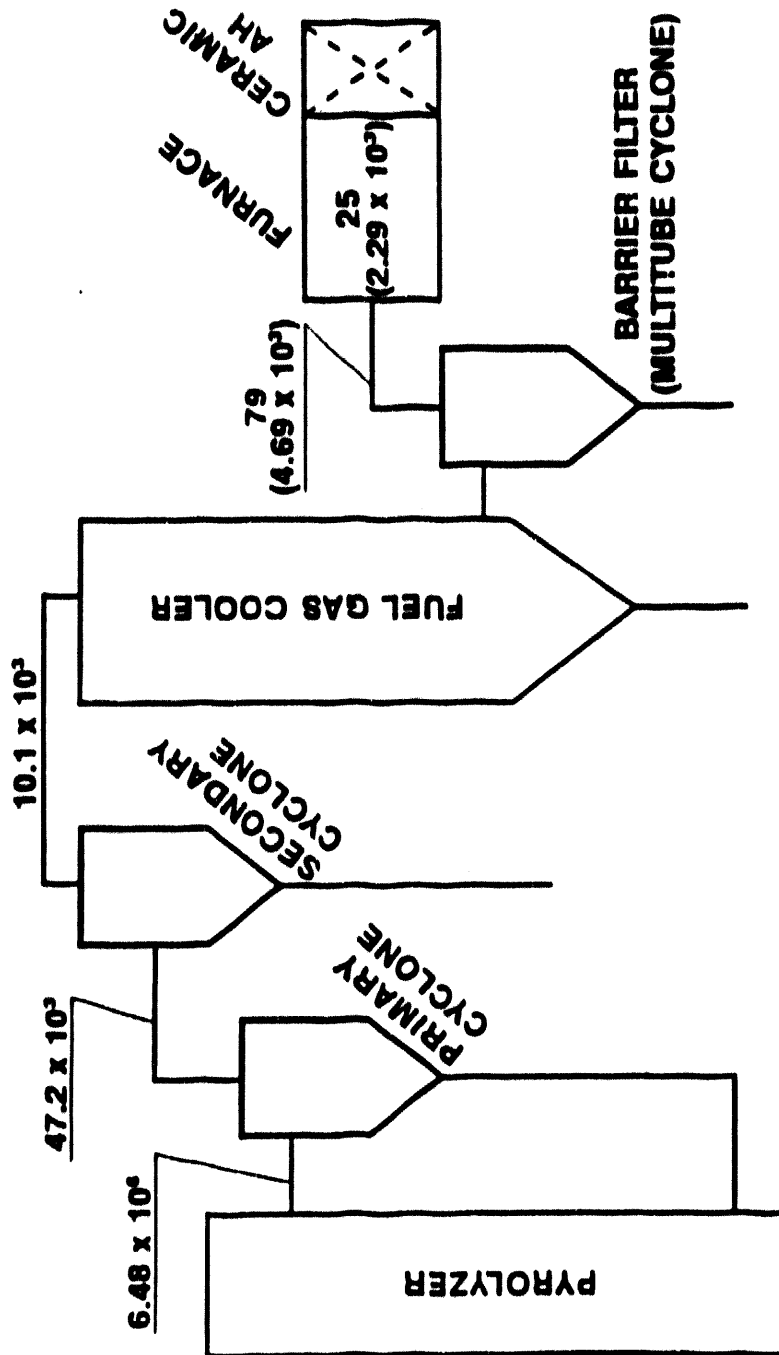 PYROLYZER
6.48 x 10⁶
PRIMARY
CYCLONE
47.2 x 10³
SECONDARY
CYCLONE
10.1 x 10³
FUEL GAS COOLER
79
(4.69 x 10³)
BARRIER FILTER
(MULTITUBE CYCLONE)
FURNACE
25
(2.29 x 10³)
CERAMIC
AH